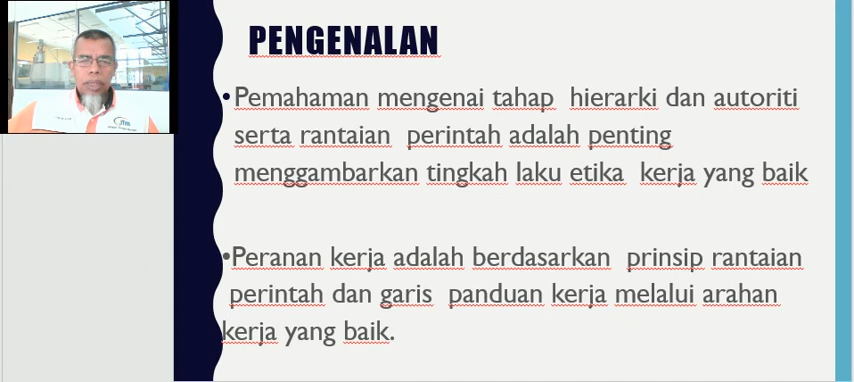 PENGENALAN
•Pemahaman mengenai tahap hierarki dan autoriti
serta rantaian perintah adalah penting
menggambarkan tingkah laku etika kerja yang baik
•Peranan kerja adalah berdasarkan prinsip rantaian
perintah dan garis panduan kerja melalui arahan
kerja yang baik.